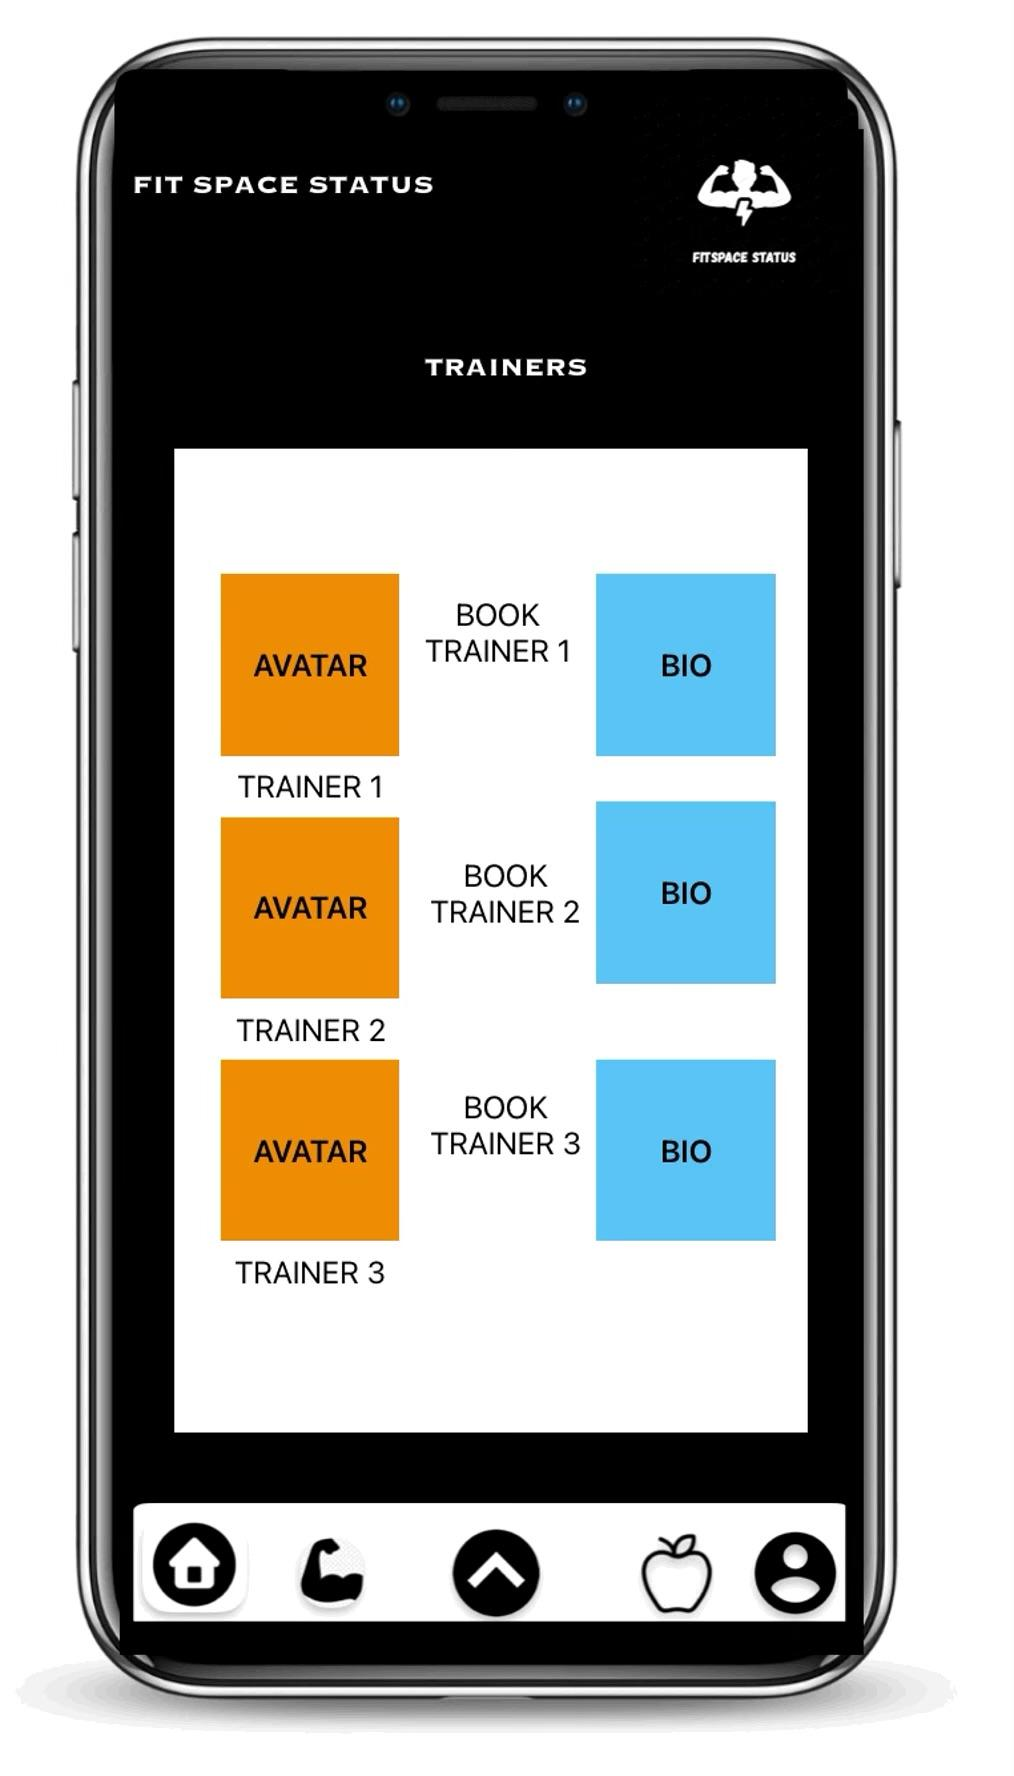 FIT SPACE STATUS
FITSPACE STATUS
TRAINERS
AVATAR
BOOK
TRAINER 1
BIO
TRAINER 1
AVATAR
BOOK
TRAINER 2
BIO
TRAINER 2
AVATAR
BOOK
TRAINER 3
BIO
TRAINER 3